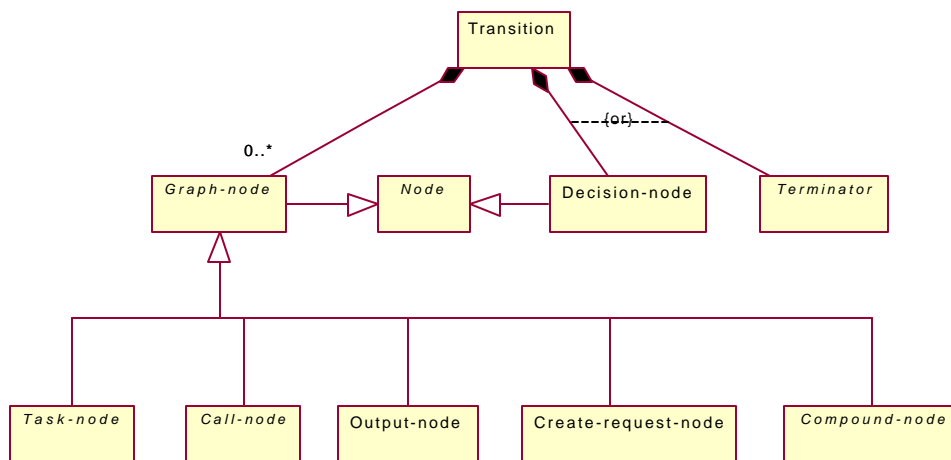 Transition
{or}
0..*
Graph-node
Node
Decision-node
Terminator
Task-node
Call-node
Output-node
Create-request-node
Compound-node